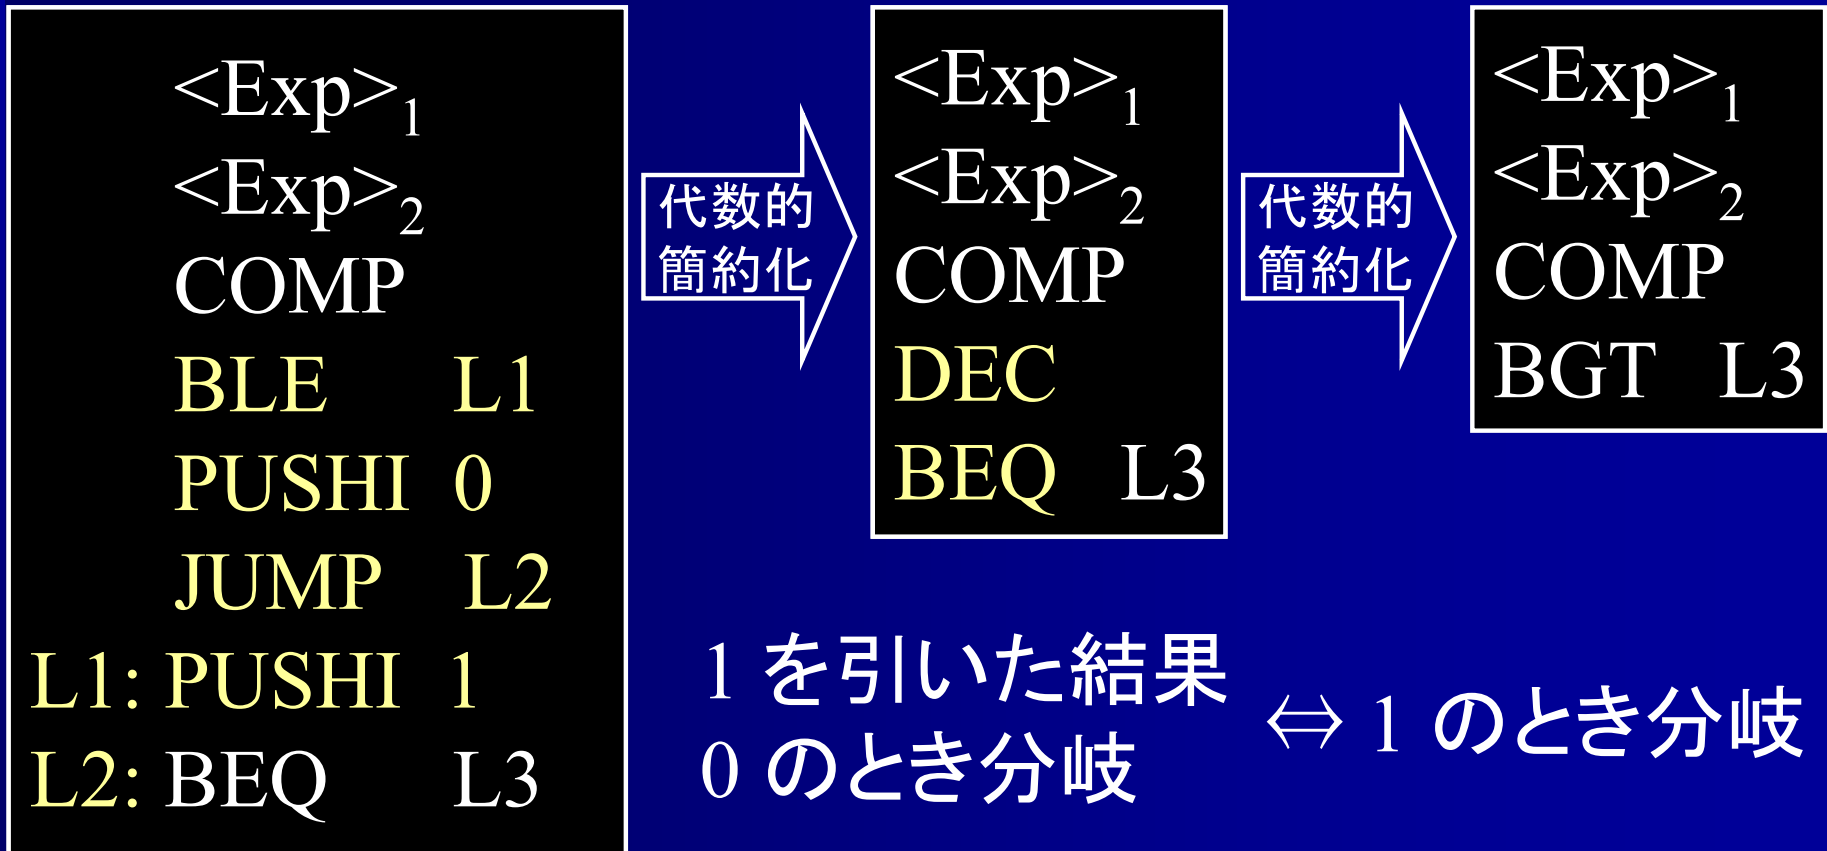 <Exp>1
<Exp>2
COMP
BLE L1
PUSHI 0
JUMP L2
L1: PUSHI 1
L2: BEQ L3
代数的
簡約化
<Exp>1
<Exp>2
COMP
DEC
BEQ L3
代数的
簡約化
<Exp>1
<Exp>2
COMP
BGT L3
1 を引いた結果
0 のとき分岐
⇔ 1 のとき分岐